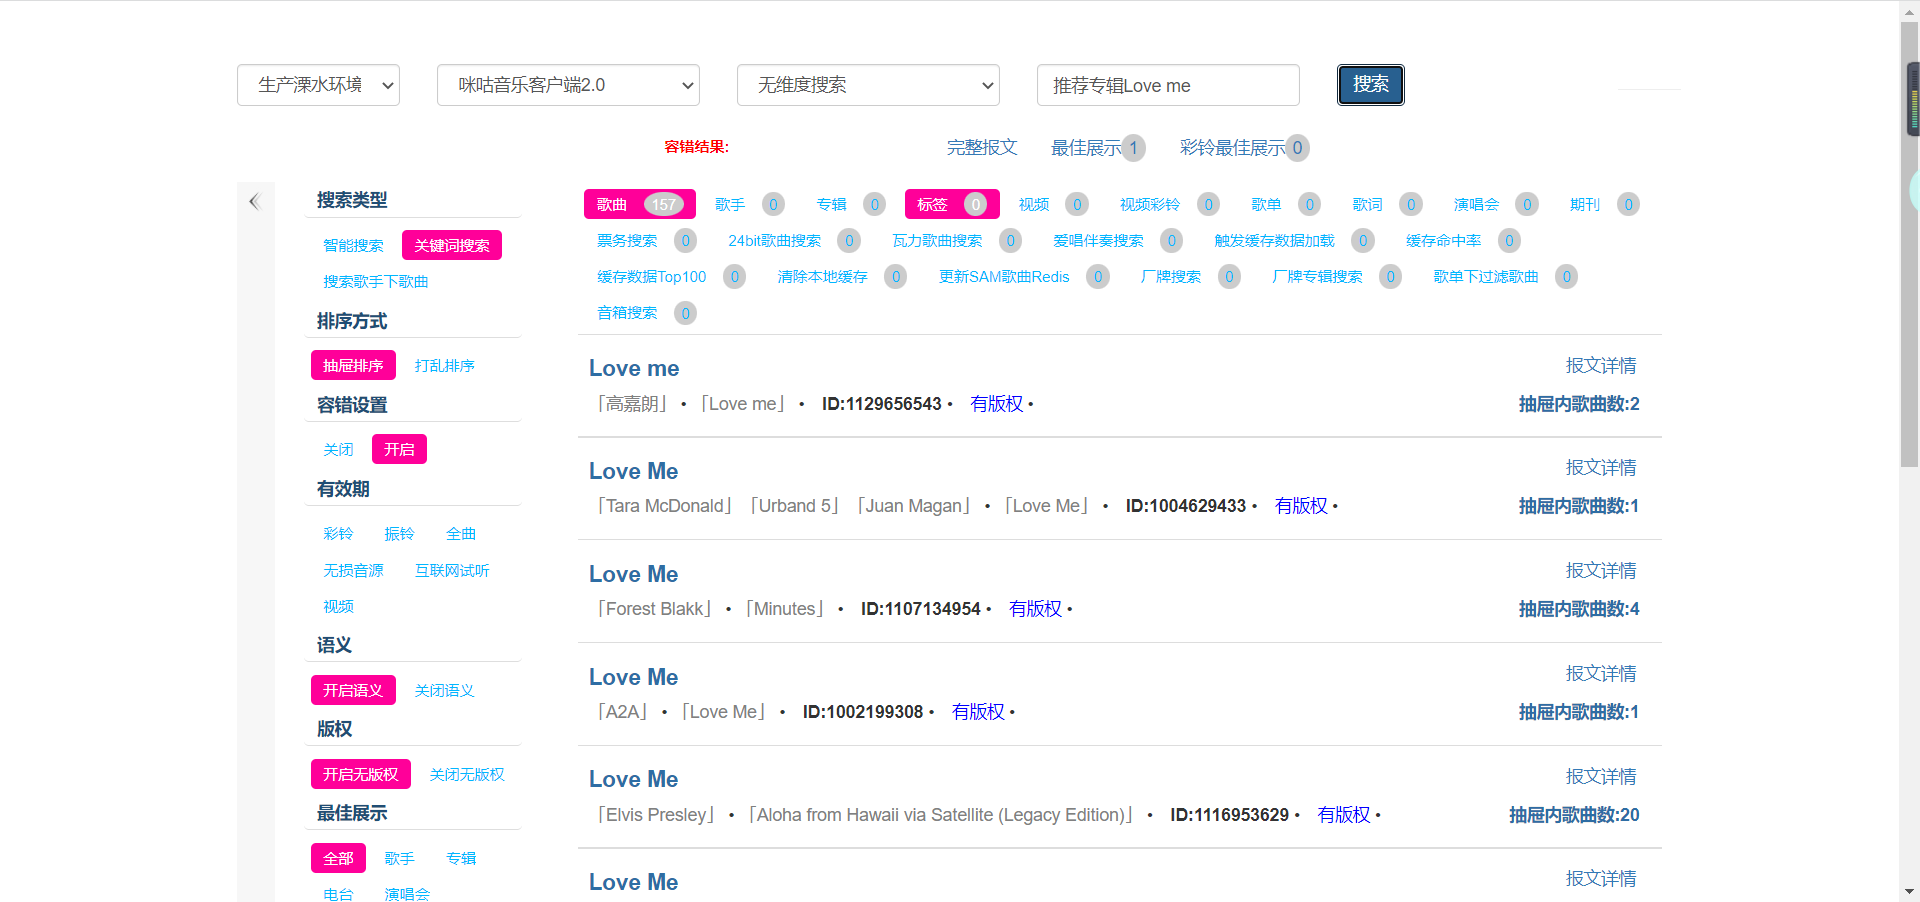 生产溧水环境 咪咕音乐客户端2.0 无维度搜索 推荐专辑Love me 搜索
容错结果: 完整报文 最佳展示 1 彩铃最佳展示 0
搜索类型
智能搜索 关键词搜索
搜索歌手下歌曲
排序方式
抽屉排序 打乱排序
容错设置
关闭 开启
有效期
彩铃 振铃 全曲
无损音源 互联网试听
视频
语义
开启语义 关闭语义
版权
开启无版权 关闭无版权
最佳展示
全部 歌手 专辑
电台 演唱会
歌曲 157 歌手 0 专辑 0 标签 0 视频 0 视频彩铃 0 歌单 0 歌词 0 演唱会 0 期刊 0
票务搜索 0 24bit歌曲搜索 0 瓦力歌曲搜索 0 爱唱伴奏搜索 0 触发缓存数据加载 0 缓存命中率 0
缓存数据Top100 0 清除本地缓存 0 更新SAM歌曲Redis 0 厂牌搜索 0 厂牌专辑搜索 0 歌单下过滤歌曲 0
音箱搜索 0
Love me 报文详情
「高嘉朗」 • 「Love me」 • ID:1129656543 • 有版权 • 抽屉内歌曲数:2
Love Me 报文详情
「Tara McDonald」 「Urband 5」 「Juan Magan」 • 「Love Me」 • ID:1004629433 • 有版权 • 抽屉内歌曲数:1
Love Me 报文详情
「Forest Blakk」 • 「Minutes」 • ID:1107134954 • 有版权 • 抽屉内歌曲数:4
Love Me 报文详情
「A2A」 • 「Love Me」 • ID:1002199308 • 有版权 • 抽屉内歌曲数:1
Love Me 报文详情
「Elvis Presley」 • 「Aloha from Hawaii via Satellite (Legacy Edition)」 • ID:1116953629 • 有版权 • 抽屉内歌曲数:20
Love Me 报文详情